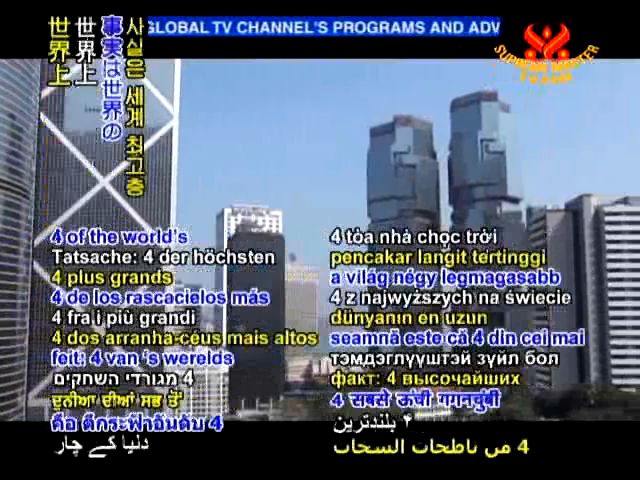 GLOBAL TV CHANNEL'S PROGRAMS AND ADV
SUPREME MASTER
世界上
世界上
事実は世界の
사실은 세계 최고층
4 of the world's
Tatsache: 4 der höchsten
4 plus grands
4 de los rascacielos más
4 fra i più grandi
4 dos arranha-céus mais altos
feit: 4 van 's werelds
4 מגורדי השחקים
ਦੁਨੀਆ ਦੀਆਂ ਸਭ ਤੋਂ
คือ ตึกระฟ้าอันดับ 4
دنیا کے چار
4 tòa nhà chọc trời
pencakar langit tertinggi
a világ négy legmagasabb
4 z najwyższych na świecie
dünyanın en uzun
seamnă este că 4 din cei mai
тэмдэглүүштэй зүйл бол
факт: 4 высочайших
4 सबसे ऊंची गगनचुंबी
۴ بلندترین
4 من ناطحات السحاب